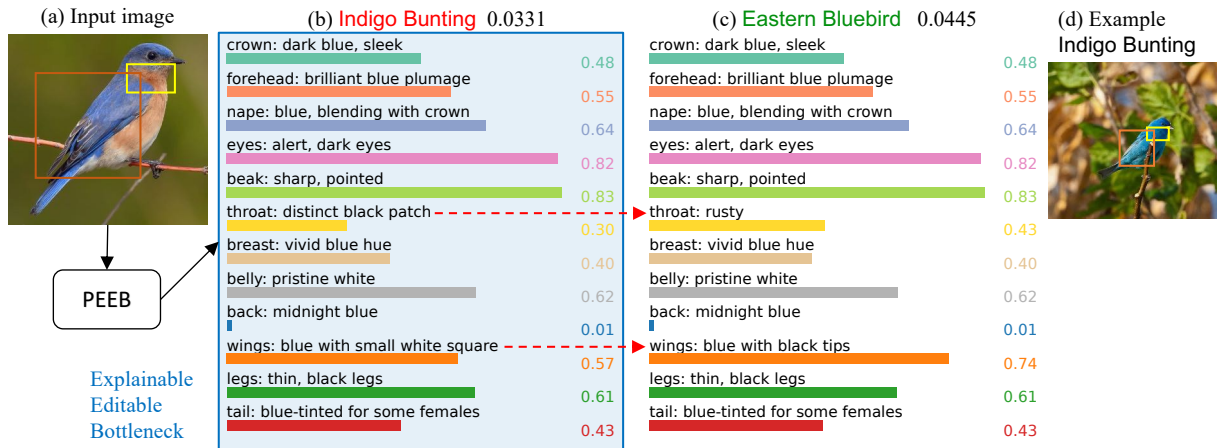 (a) Input image
(b) Indigo Bunting 0.0331
(c) Eastern Bluebird 0.0445
(d) Example
Indigo Bunting
PEEB
Explainable
Editable
Bottleneck
crown: dark blue, sleek
0.48
forehead: brilliant blue plumage
0.55
nape: blue, blending with crown
0.64
eyes: alert, dark eyes
0.82
beak: sharp, pointed
0.83
throat: distinct black patch
0.30
breast: vivid blue hue
0.40
belly: pristine white
0.62
back: midnight blue
0.01
wings: blue with small white square
0.57
legs: thin, black legs
0.61
tail: blue-tinted for some females
0.43
crown: dark blue, sleek
0.48
forehead: brilliant blue plumage
0.55
nape: blue, blending with crown
0.64
eyes: alert, dark eyes
0.82
beak: sharp, pointed
0.83
throat: rusty
0.43
breast: vivid blue hue
0.40
belly: pristine white
0.62
back: midnight blue
0.01
wings: blue with black tips
0.74
legs: thin, black legs
0.61
tail: blue-tinted for some females
0.43